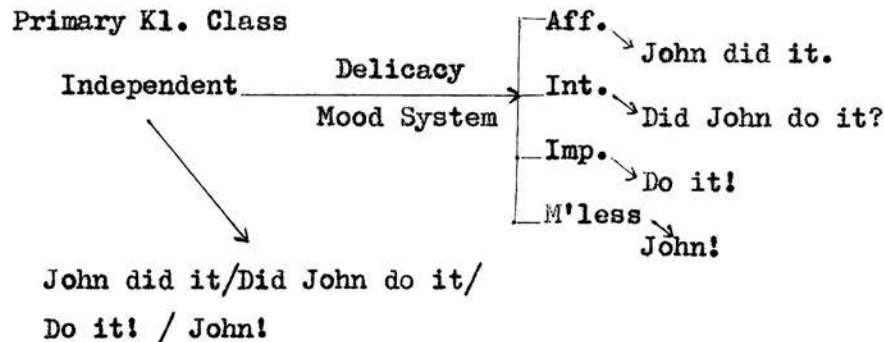 Primary Kl. Class
Aff.
John did it.
Independent
Delicacy
Int.
Mood System
Did John do it?
Imp.
Do it!
M'less
John!
John did it/Did John do it/
Do it! / John!